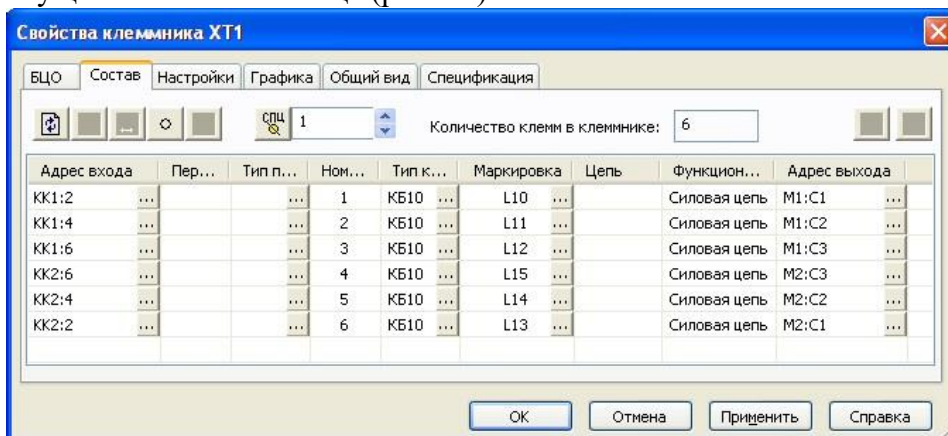 Свойства клеммника XT1
БЦО Состав Настройки Графика Общий вид Спецификация
СПЦ 1 Количество клемм в клеммнике: 6
Адрес входа Пер... Тип п... Ном... Тип к... Маркировка Цепь Функцион... Адрес выхода
KK1:2 ... ... 1 КБ10 ... L10 ... Силовая цепь M1:C1 ...
KK1:4 ... ... 2 КБ10 ... L11 ... Силовая цепь M1:C2 ...
KK1:6 ... ... 3 КБ10 ... L12 ... Силовая цепь M1:C3 ...
KK2:6 ... ... 4 КБ10 ... L15 ... Силовая цепь M2:C3 ...
KK2:4 ... ... 5 КБ10 ... L14 ... Силовая цепь M2:C2 ...
KK2:2 ... ... 6 КБ10 ... L13 ... Силовая цепь M2:C1 ...
ОК Отмена Применить Справка